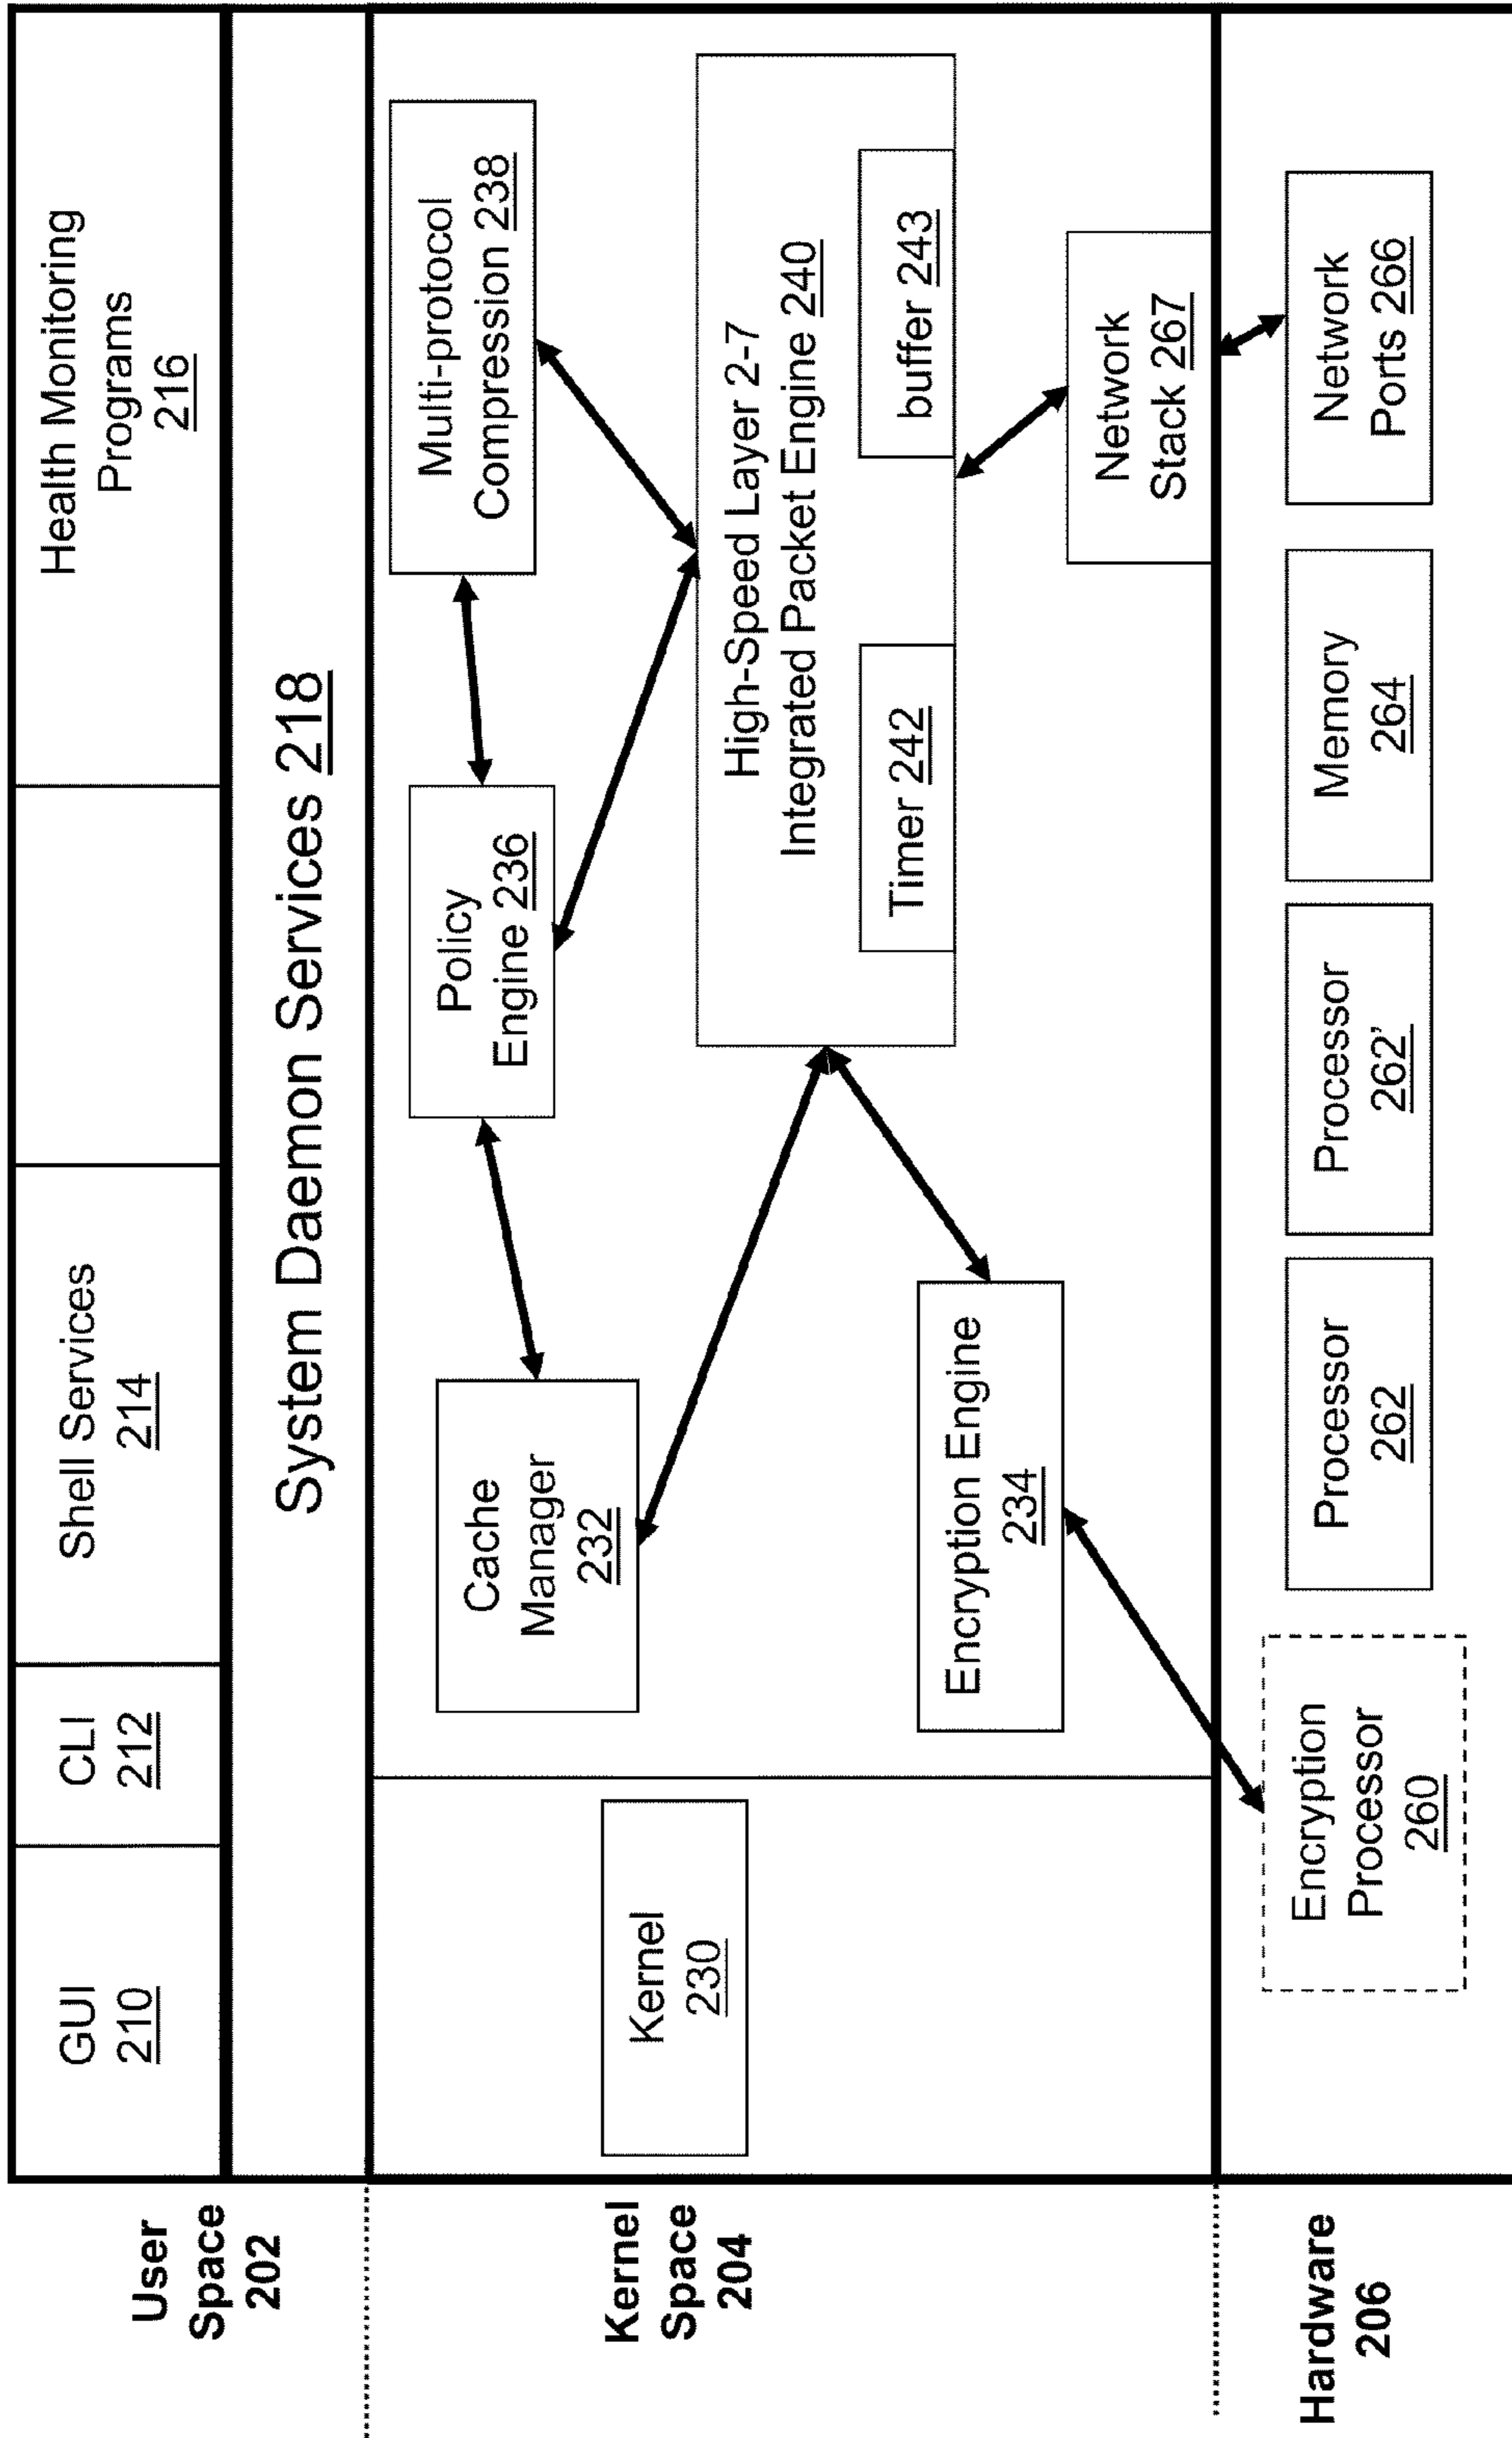 User
Space
202
GUI
210
CLI
212
Shell Services
214
Health Monitoring
Programs
216
System Daemon Services 218
Kernel
Space
204
Kernel
230
Cache
Manager
232
Policy
Engine 236
Multi-protocol
Compression 238
High-Speed Layer 2-7
Integrated Packet Engine 240
Timer 242
buffer 243
Encryption Engine
234
Network
Stack 267
Hardware
206
Encryption
Processor
260
Processor
262
Processor
262'
Memory
264
Network
Ports 266